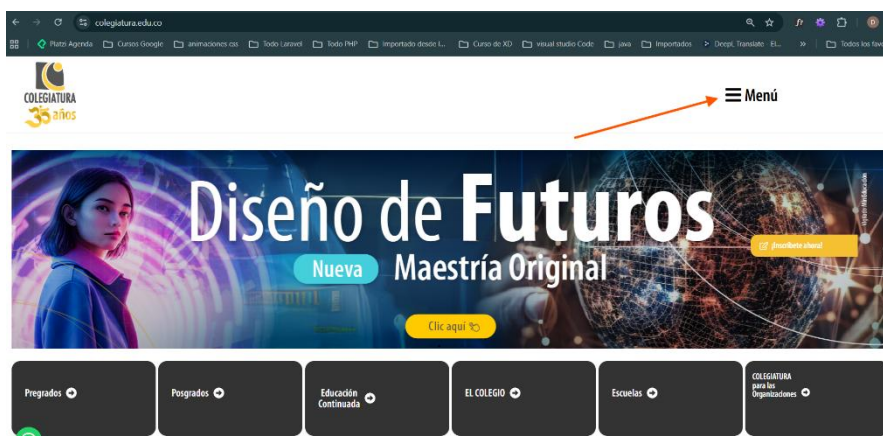 colegiatura.edu.co
Platzi Agenda Cursos Google animaciones css Todo Laravel Todo PHP Importado desde I... Curso de XD visual studio Code java Importados DeepL Translate El... » Todos los favo
COLEGIATURA
35 años
Menú
Diseño de Futuros
Nueva Maestría Original
¡Inscríbete ahora!
Clic aquí
Pregrados
Posgrados
Educación
Continuada
EL COLEGIO
Escuelas
COLEGIATURA
para las
Organizaciones